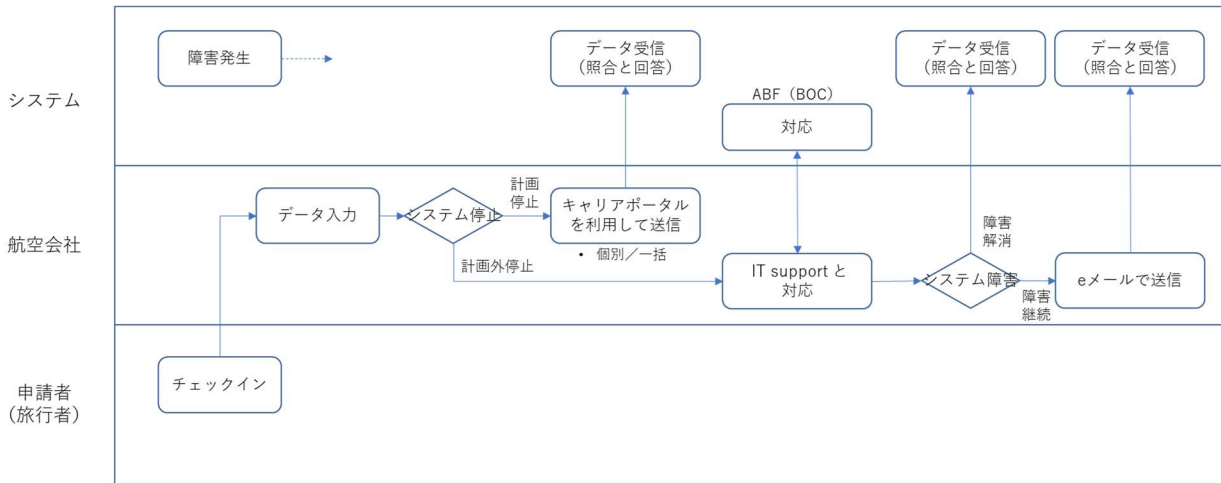 システム
障害発生
データ受信
(照合と回答)
ABF（BOC）
対応
データ受信
(照合と回答)
データ受信
(照合と回答)
航空会社
データ入力
システム停止
計画
停止
キャリアポータル
を利用して送信
• 個別／一括
計画外停止
IT support と
対応
システム障害
障害
解消
障害
継続
eメールで送信
申請者
(旅行者)
チェックイン